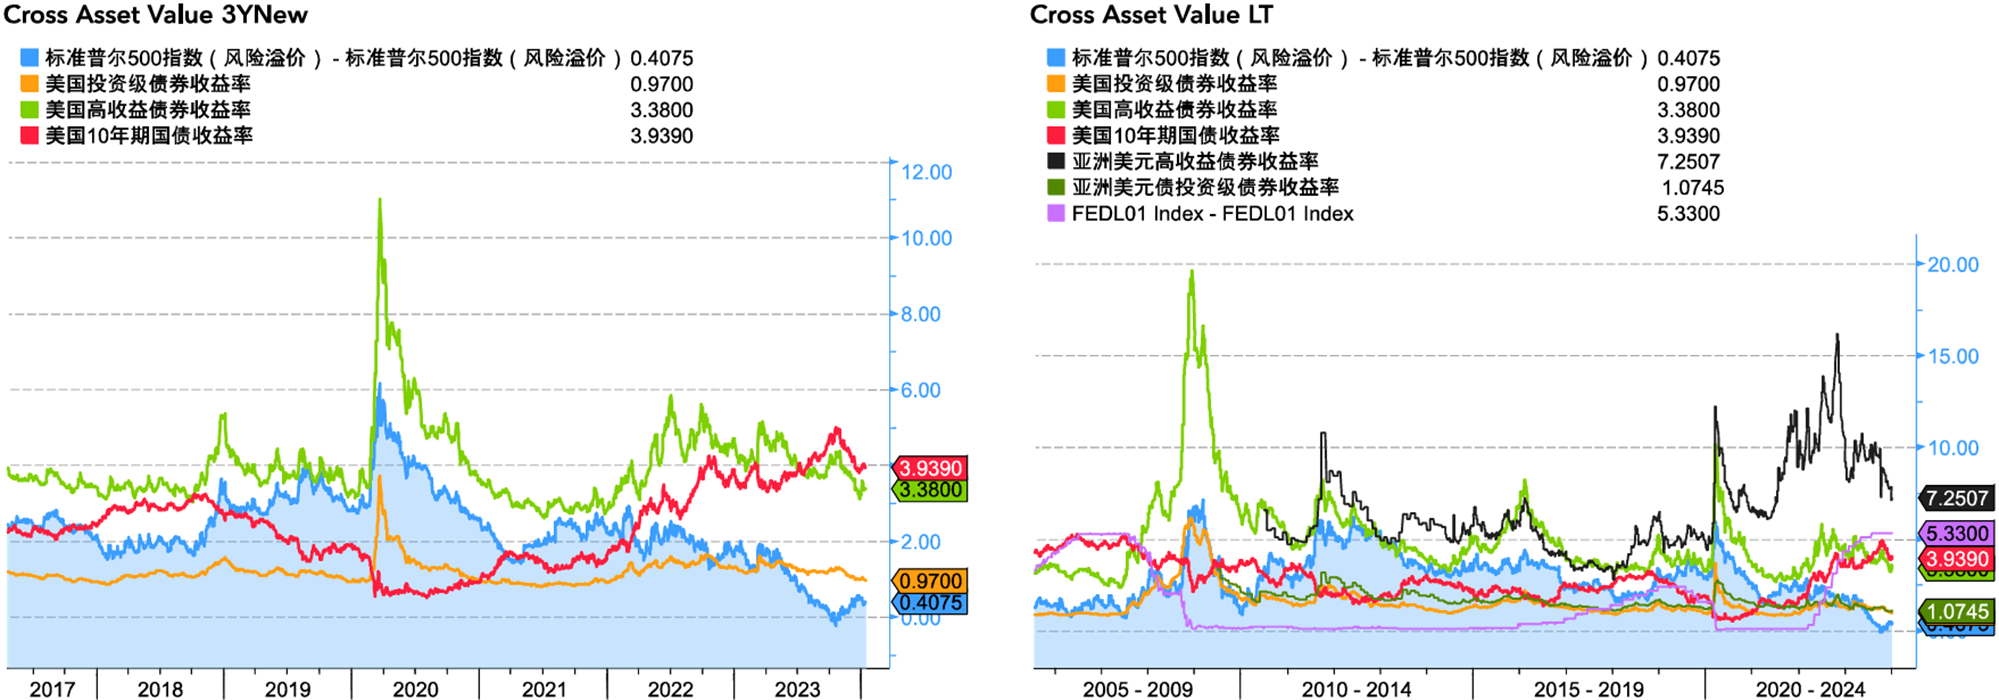 Cross Asset Value 3YNew
标准普尔500指数（风险溢价） - 标准普尔500指数（风险溢价） 0.4075
美国投资级债券收益率 0.9700
美国高收益债券收益率 3.3800
美国10年期国债收益率 3.9390
12.00
10.00
8.00
6.00
3.9390
3.3800
2.00
0.9700
0.4075
0.00
2017 2018 2019 2020 2021 2022 2023
Cross Asset Value LT
标准普尔500指数（风险溢价） - 标准普尔500指数（风险溢价） 0.4075
美国投资级债券收益率 0.9700
美国高收益债券收益率 3.3800
美国10年期国债收益率 3.9390
亚洲美元高收益债券收益率 7.2507
亚洲美元债投资级债券收益率 1.0745
FEDL01 Index - FEDL01 Index 5.3300
20.00
15.00
10.00
7.2507
5.3300
3.9390
1.0745
2005 - 2009 2010 - 2014 2015 - 2019 2020 - 2024